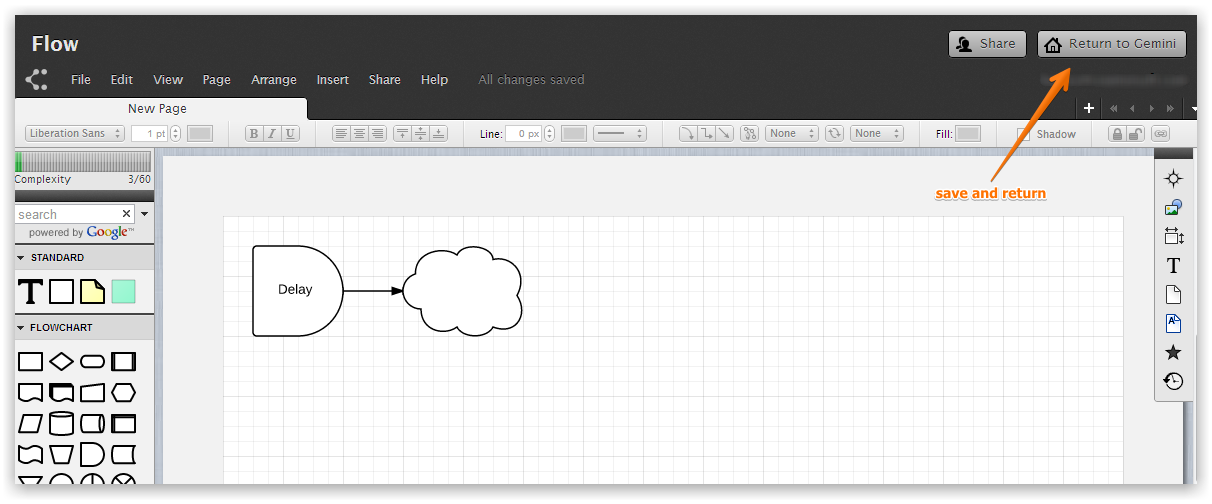 Flow
Share
Return to Gemini
File Edit View Page Arrange Insert Share Help All changes saved
New Page
Liberation Sans 1 pt B I U Line: 0 px None None Fill: Shadow
Complexity 3/60
save and return
search
powered by Google™
STANDARD
T
T
Delay
A
FLOWCHART